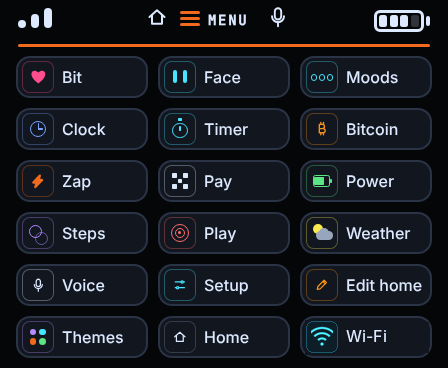 MENU
Bit Face Moods
Clock Timer Bitcoin
Zap Pay Power
Steps Play Weather
Voice Setup Edit home
Themes Home Wi-Fi